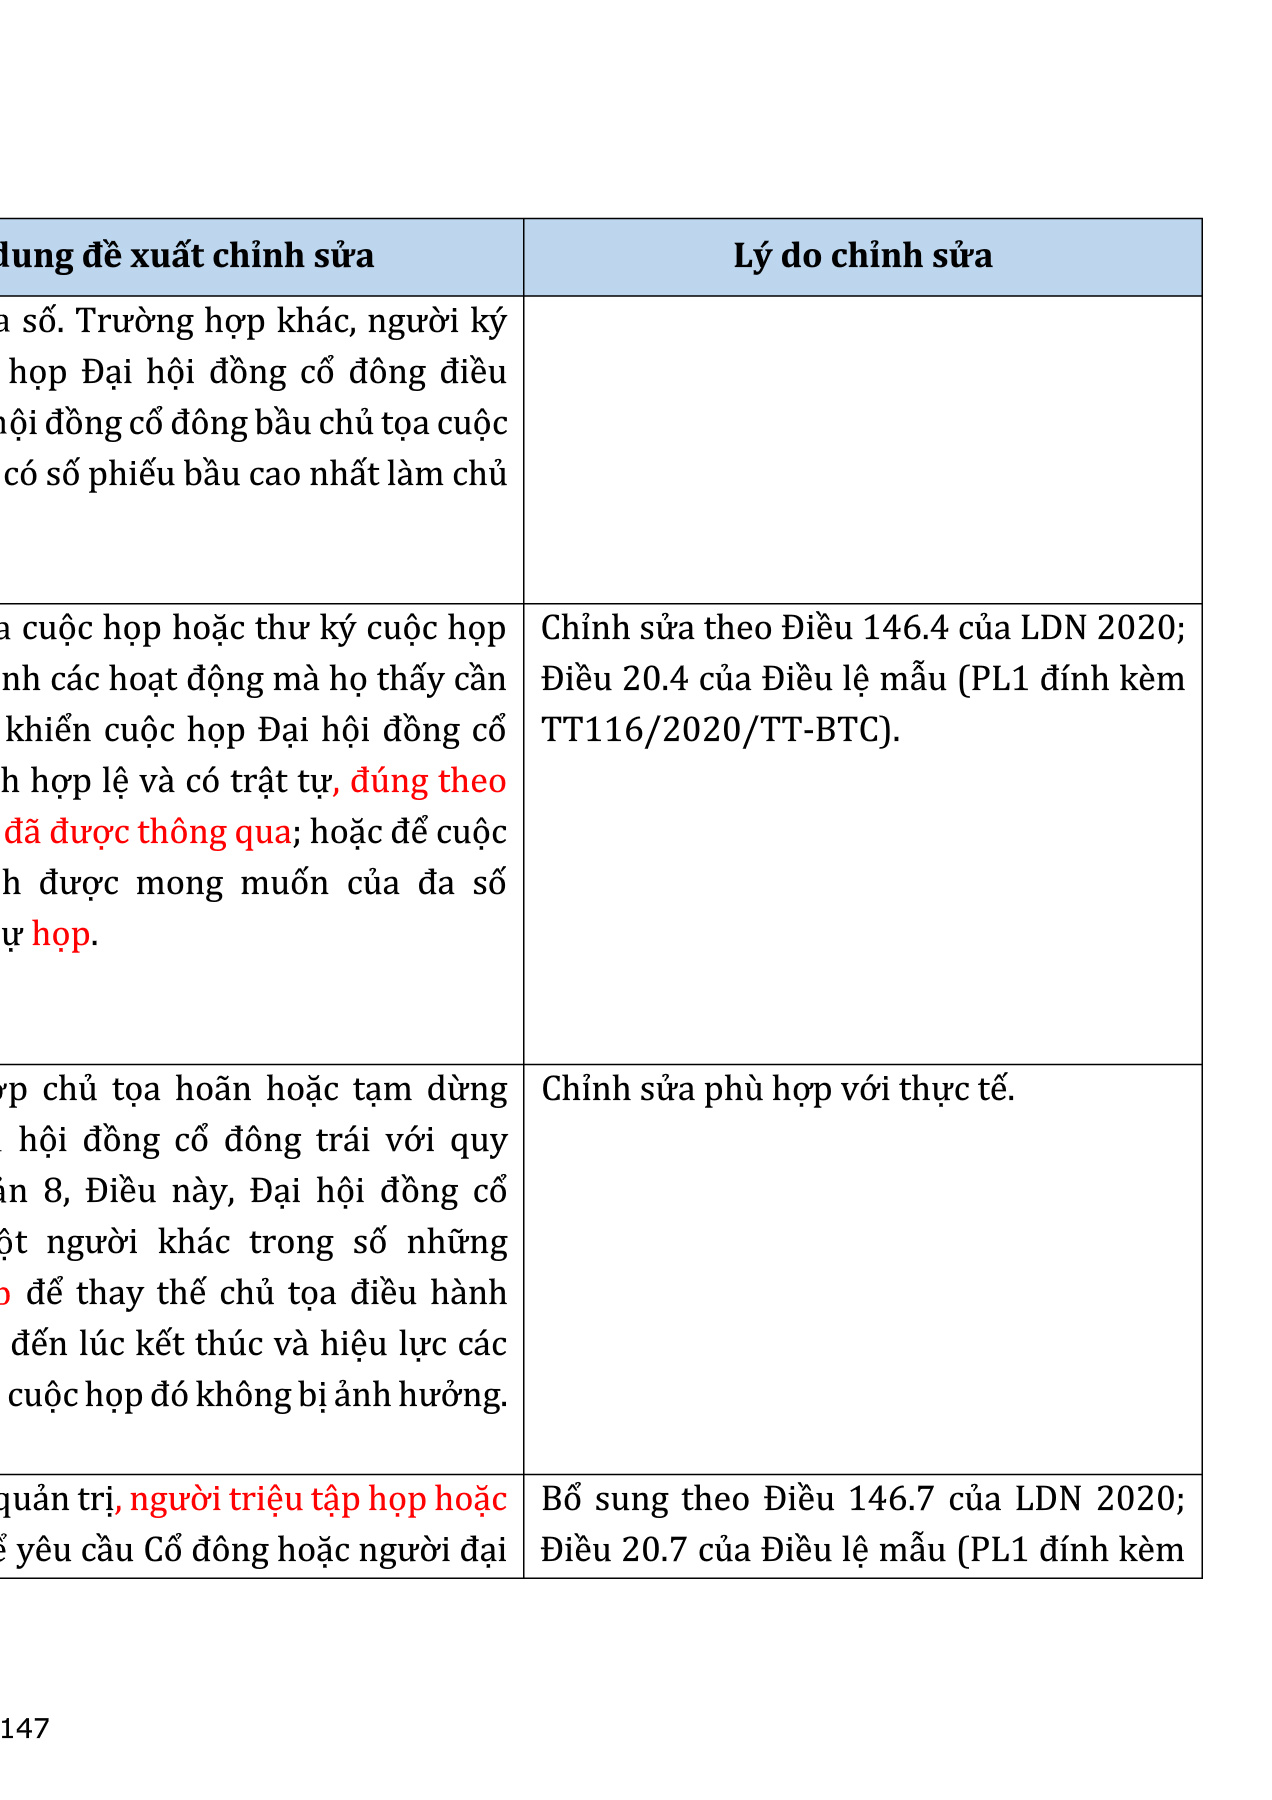 dung đề xuất chỉnh sửa
Lý do chỉnh sửa
a số. Trường hợp khác, người ký
họp Đại hội đồng cổ đông điều
hội đồng cổ đông bầu chủ tọa cuộc
có số phiếu bầu cao nhất làm chủ
a cuộc họp hoặc thư ký cuộc họp
nh các hoạt động mà họ thấy cần
khiển cuộc họp Đại hội đồng cổ
h hợp lệ và có trật tự, đúng theo
đã được thông qua; hoặc để cuộc
h được mong muốn của đa số
ự họp.
Chỉnh sửa theo Điều 146.4 của LDN 2020;
Điều 20.4 của Điều lệ mẫu (PL1 đính kèm
TT116/2020/TT-BTC).
ợp chủ tọa hoãn hoặc tạm dừng
hội đồng cổ đông trái với quy
ản 8, Điều này, Đại hội đồng cổ
ột người khác trong số những
p để thay thế chủ tọa điều hành
đến lúc kết thúc và hiệu lực các
cuộc họp đó không bị ảnh hưởng.
Chỉnh sửa phù hợp với thực tế.
quản trị, người triệu tập họp hoặc
ể yêu cầu Cổ đông hoặc người đại
Bổ sung theo Điều 146.7 của LDN 2020;
Điều 20.7 của Điều lệ mẫu (PL1 đính kèm
147